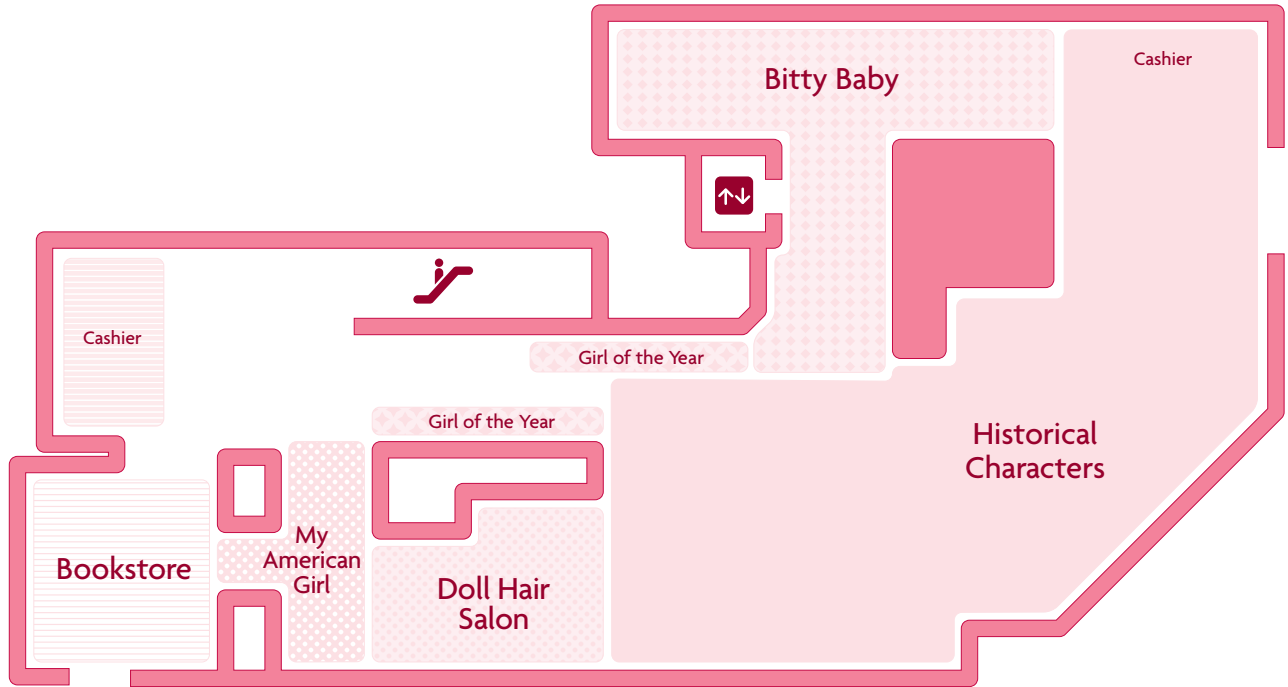 Bitty Baby
Cashier
Cashier
Girl of the Year
Girl of the Year
Historical
Characters
My
American
Girl
Bookstore
Doll Hair
Salon